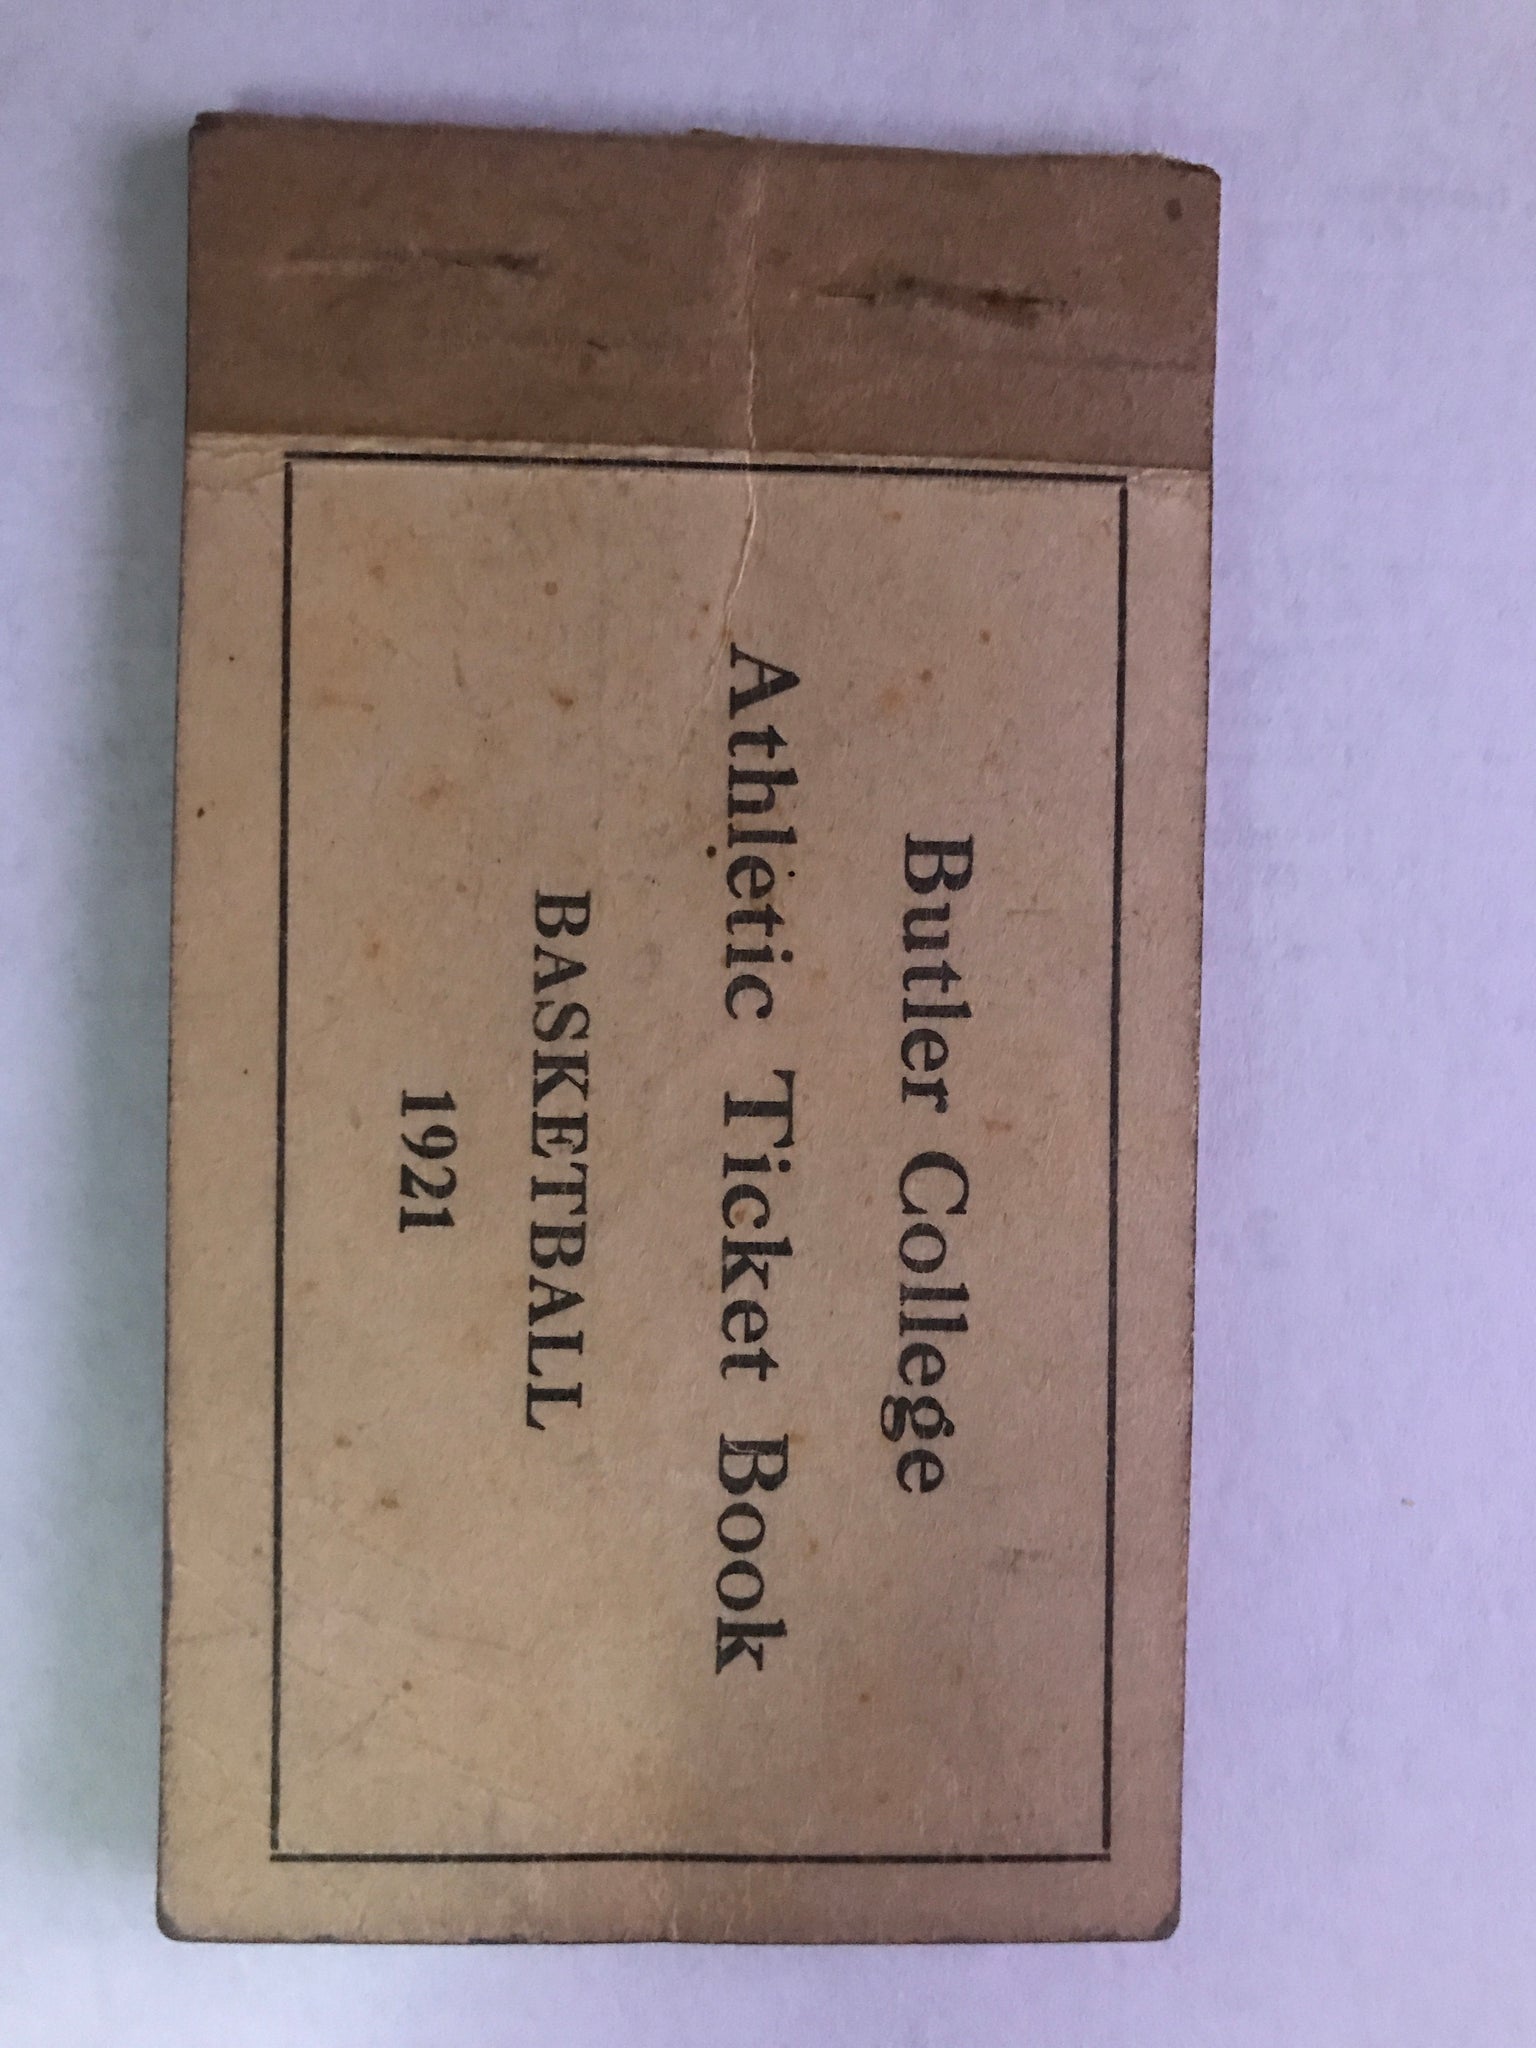 Butler College
Athletic Ticket Book
BASKETBALL
1921